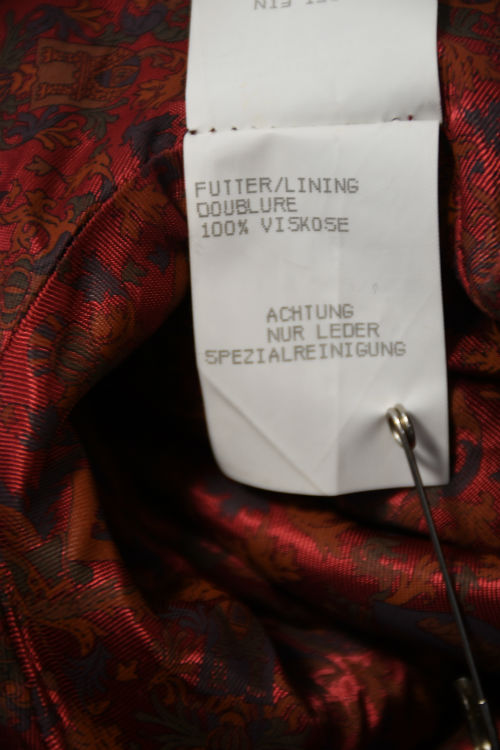 FUTTER/LINING
DOUBLURE
100% VISKOSE
ACHTUNG
NUR LEDER
SPEZIALREINIGUNG